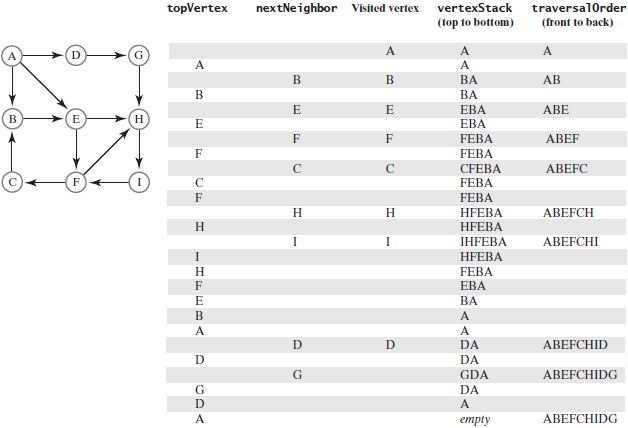 A D G
B E H
C F I
topVertex nextNeighbor Visited vertex vertexStack traversalOrder
(top to bottom) (front to back)
A A A
A A
B B BA AB
B BA
E E EBA ABE
E EBA
F F FEBA ABEF
F FEBA
C C CFEBA ABEFC
C FEBA
F FEBA
H H HFEBA ABEFCH
H HFEBA
I I IHFEBA ABEFCHI
I HFEBA
H FEBA
F EBA
E BA
B A
A A
D D DA ABEFCHID
D DA
G GDA ABEFCHIDG
G DA
D A
A empty ABEFCHIDG